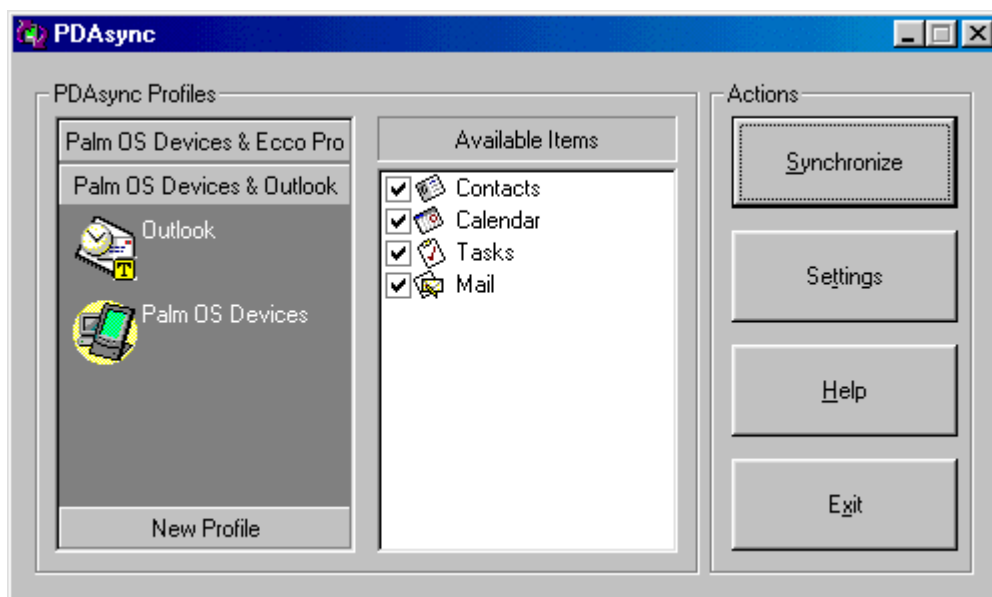 PDAsync
PDAsync Profiles
Palm OS Devices & Ecco Pro
Palm OS Devices & Outlook
Outlook
T
Palm OS Devices
New Profile
Available Items
Contacts
Calendar
Tasks
Mail
Actions
Synchronize
Settings
Help
Exit